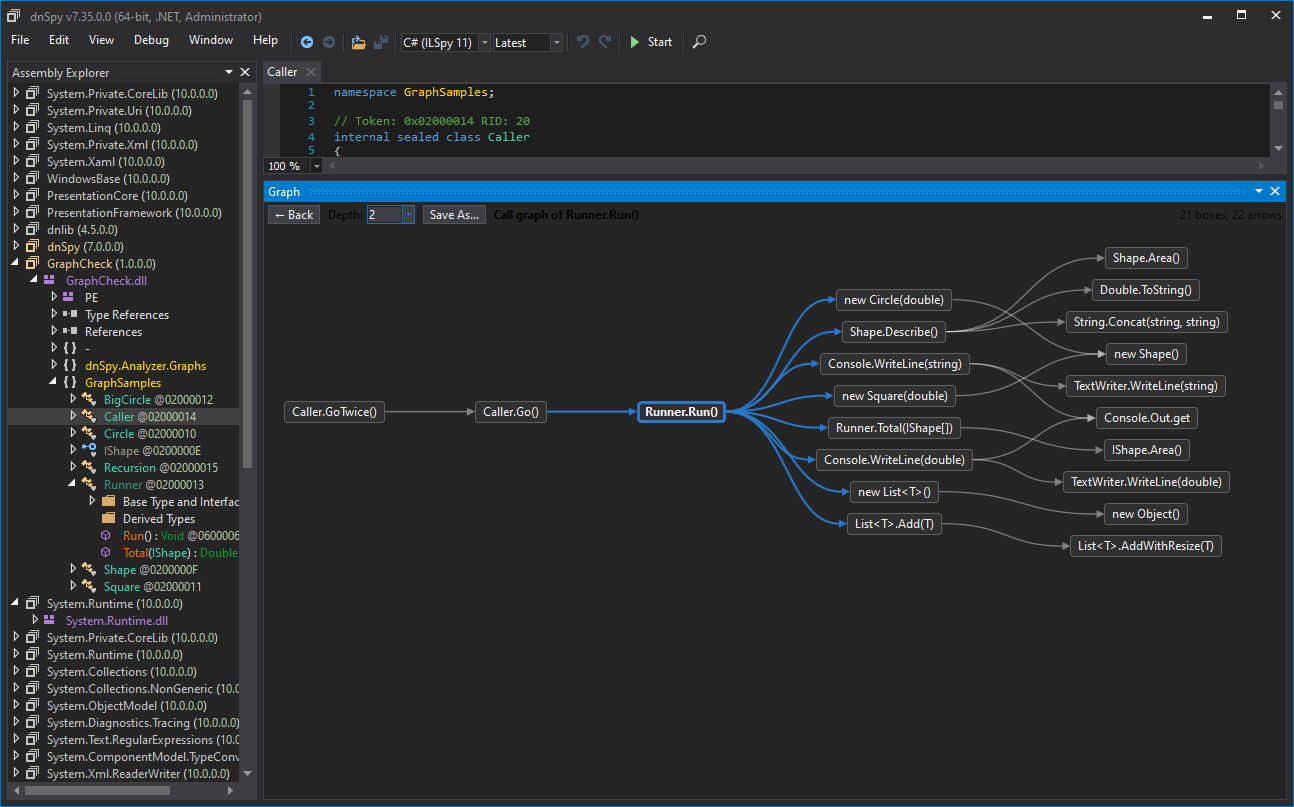 dnSpy v7.35.0.0 (64-bit, .NET, Administrator)
File Edit View Debug Window Help C# (ILSpy 11) Latest Start
Assembly Explorer
System.Private.CoreLib (10.0.0.0)
System.Private.Uri (10.0.0.0)
System.Linq (10.0.0.0)
System.Private.Xml (10.0.0.0)
System.Xaml (10.0.0.0)
WindowsBase (10.0.0.0)
PresentationCore (10.0.0.0)
PresentationFramework (10.0.0.0)
dnlib (4.5.0.0)
dnSpy (7.0.0.0)
GraphCheck (1.0.0.0)
GraphCheck.dll
PE
Type References
References
{ } -
{ } dnSpy.Analyzer.Graphs
{ } GraphSamples
BigCircle @02000012
Caller @02000014
Circle @02000010
IShape @0200000E
Recursion @02000015
Runner @02000013
Base Type and Interfac
Derived Types
Run() : Void @0600006
Total(IShape) : Double
Shape @0200000F
Square @02000011
System.Runtime (10.0.0.0)
System.Runtime.dll
System.Private.CoreLib (10.0.0.0)
System.Runtime (10.0.0.0)
System.Collections (10.0.0.0)
System.Collections.NonGeneric (10.0
System.ObjectModel (10.0.0.0)
System.Diagnostics.Tracing (10.0.0.0)
System.Text.RegularExpressions (10.0
System.ComponentModel.TypeConv
System.Xml.ReaderWriter (10.0.0.0)
Caller
1 namespace GraphSamples;
2
3 // Token: 0x02000014 RID: 20
4 internal sealed class Caller
5 {
100 %
Graph
← Back Depth: 2 Save As... Call graph of Runner.Run() 21 boxes, 22 arrows
Caller.GoTwice()
Caller.Go()
Runner.Run()
new Circle(double)
Shape.Describe()
Console.WriteLine(string)
new Square(double)
Runner.Total(IShape[])
Console.WriteLine(double)
new List<T>()
List<T>.Add(T)
Shape.Area()
Double.ToString()
String.Concat(string, string)
new Shape()
TextWriter.WriteLine(string)
Console.Out.get
IShape.Area()
TextWriter.WriteLine(double)
new Object()
List<T>.AddWithResize(T)